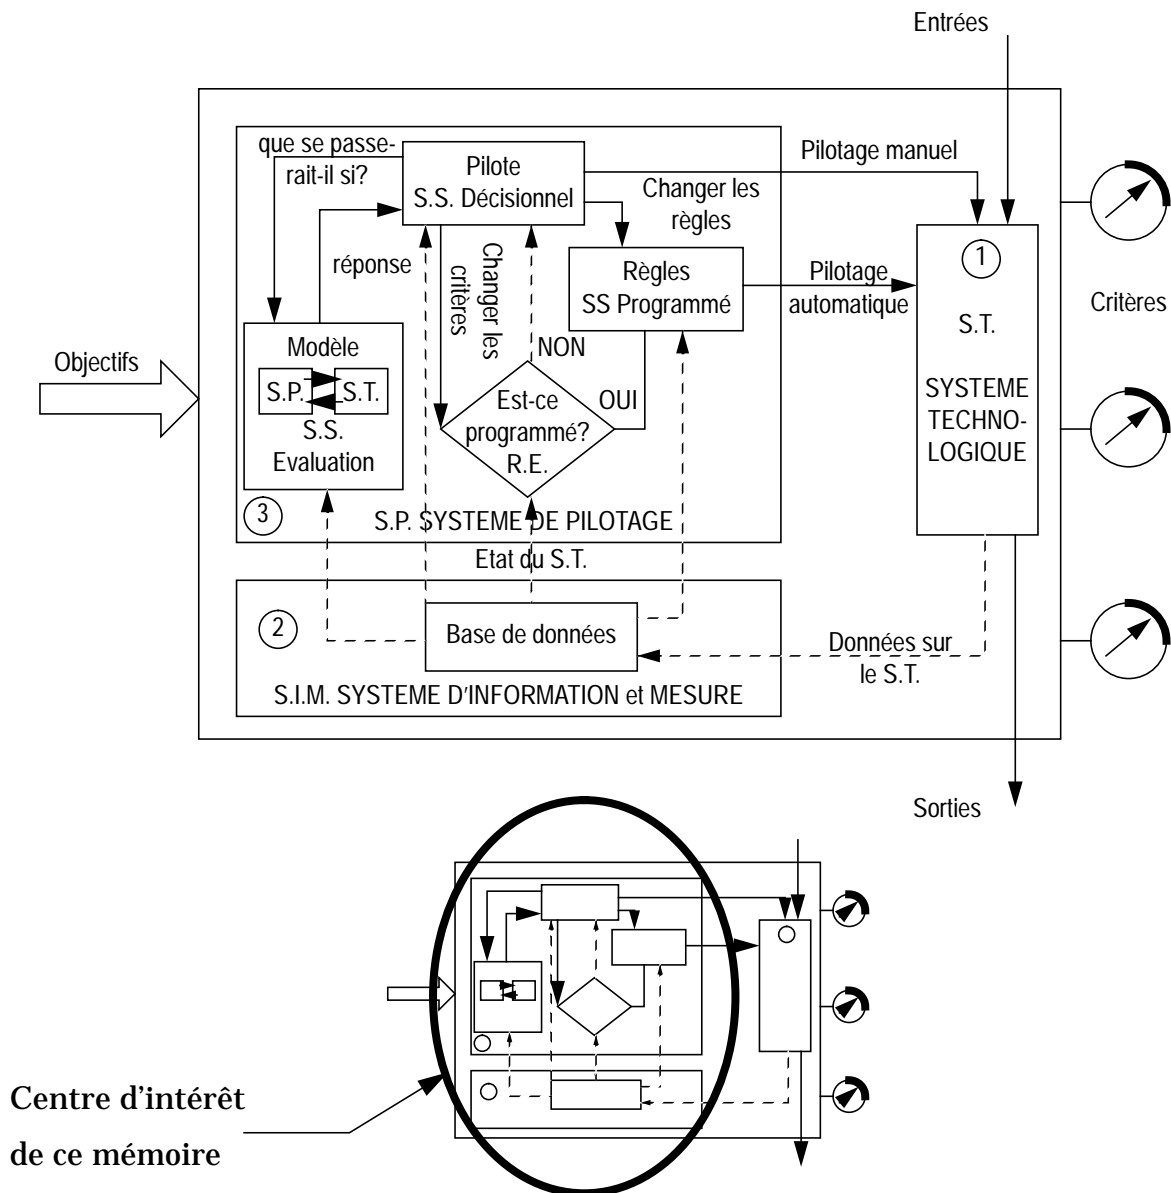 Entrées
que se passe-
rait-il si?
Pilote
S.S. Décisionnel
Pilotage manuel
Changer les
règles
réponse
Changer les
critères
Règles
SS Programmé
Pilotage
automatique
1
S.T.
SYSTEME
TECHNO-
LOGIQUE
Critères
Objectifs
Modèle
S.P.
S.T.
S.S.
Evaluation
NON
Est-ce
programmé?
R.E.
OUI
3
S.P. SYSTEME DE PILOTAGE
Etat du S.T.
2
Base de données
Données sur
le S.T.
S.I.M. SYSTEME D'INFORMATION et MESURE
Sorties
Centre d'intérêt
de ce mémoire